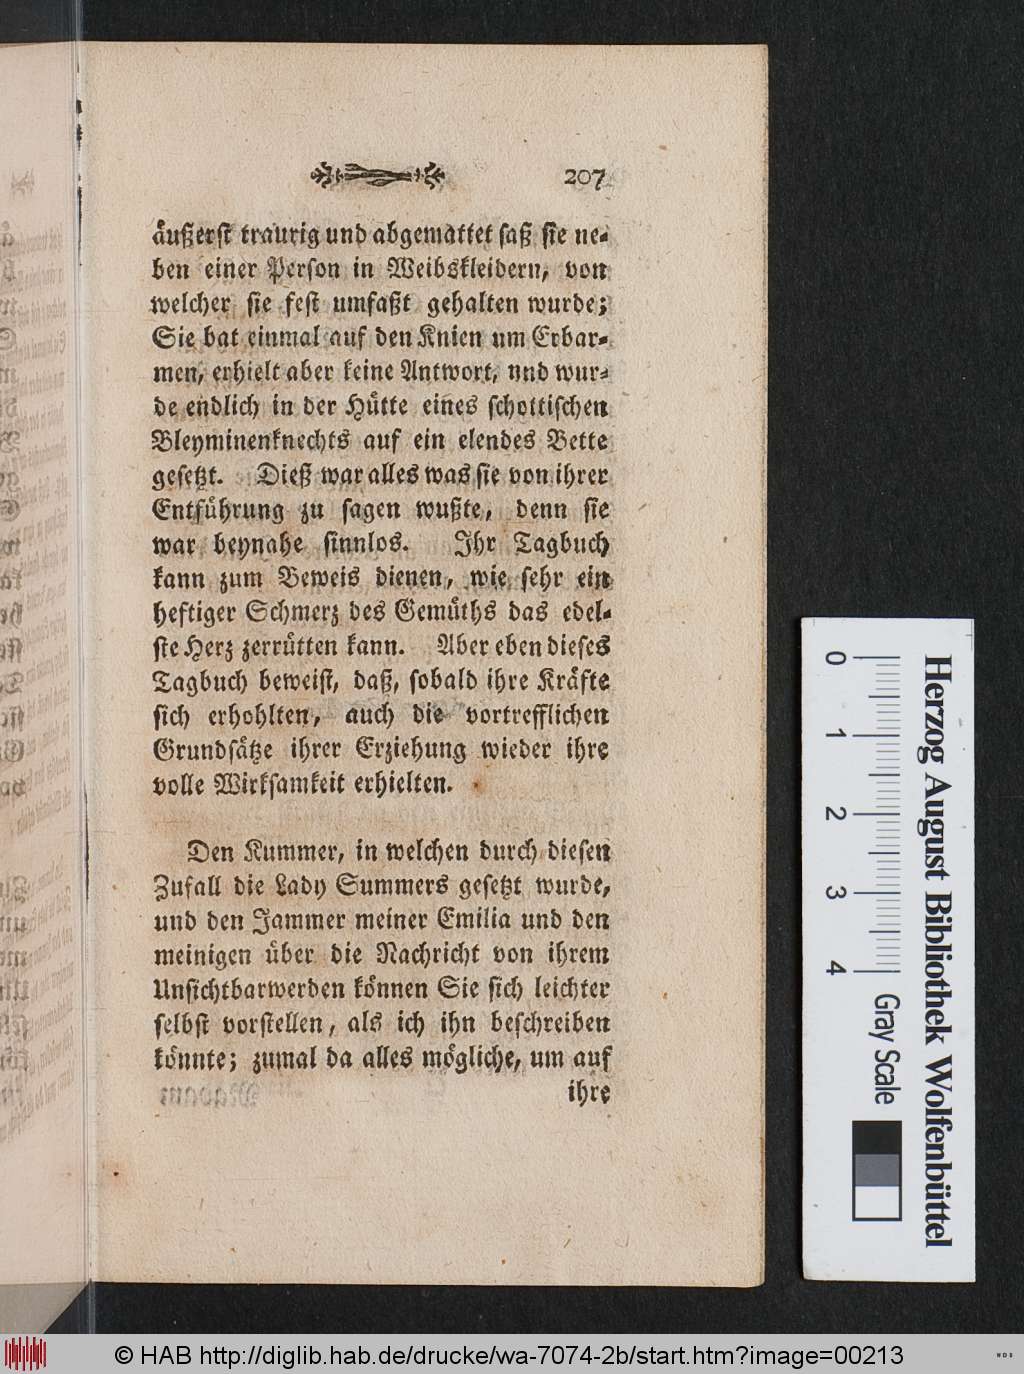 207
äußerst traurig und abgemattet saß sie ne-
ben einer Person in Weibskleidern, von
welcher sie fest umfaßt gehalten wurde;
Sie bat einmal auf den Knien um Erbar-
men, erhielt aber keine Antwort, und wur-
de endlich in der Hütte eines schottischen
Bleyminenknechts auf ein elendes Bette
gesetzt. Dieß war alles was sie von ihrer
Entführung zu sagen wußte, denn sie
war beynahe sinnlos. Ihr Tagbuch
kann zum Beweis dienen, wie sehr ein
heftiger Schmerz des Gemüths das edel-
ste Herz zerrütten kann. Aber eben dieses
Tagbuch beweist, daß, sobald ihre Kräfte
sich erhohlten, auch die vortrefflichen
Grundsätze ihrer Erziehung wieder ihre
volle Wirksamkeit erhielten.
Den Kummer, in welchen durch diesen
Zufall die Lady Summers gesetzt wurde,
und den Jammer meiner Emilia und den
meinigen über die Nachricht von ihrem
Unsichtbarwerden können Sie sich leichter
selbst vorstellen, als ich ihn beschreiben
könnte; zumal da alles mögliche, um auf
ihre
Herzog August Bibliothek Wolfenbüttel
0 1 2 3 4 Gray Scale
© HAB http://diglib.hab.de/drucke/wa-7074-2b/start.htm?image=00213
WDB